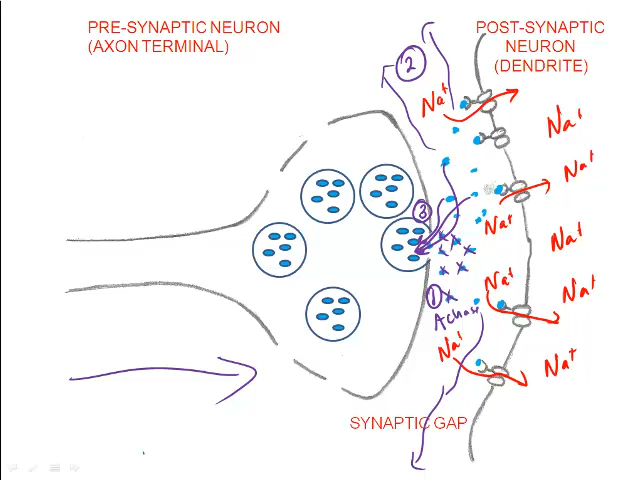 PRE-SYNAPTIC NEURON
(AXON TERMINAL)
POST-SYNAPTIC
NEURON
(DENDRITE)
2
Na+
Na+
Na+
3
Na+
Na+
Na+
Na+
1
Achase
Na+
Na+
SYNAPTIC GAP